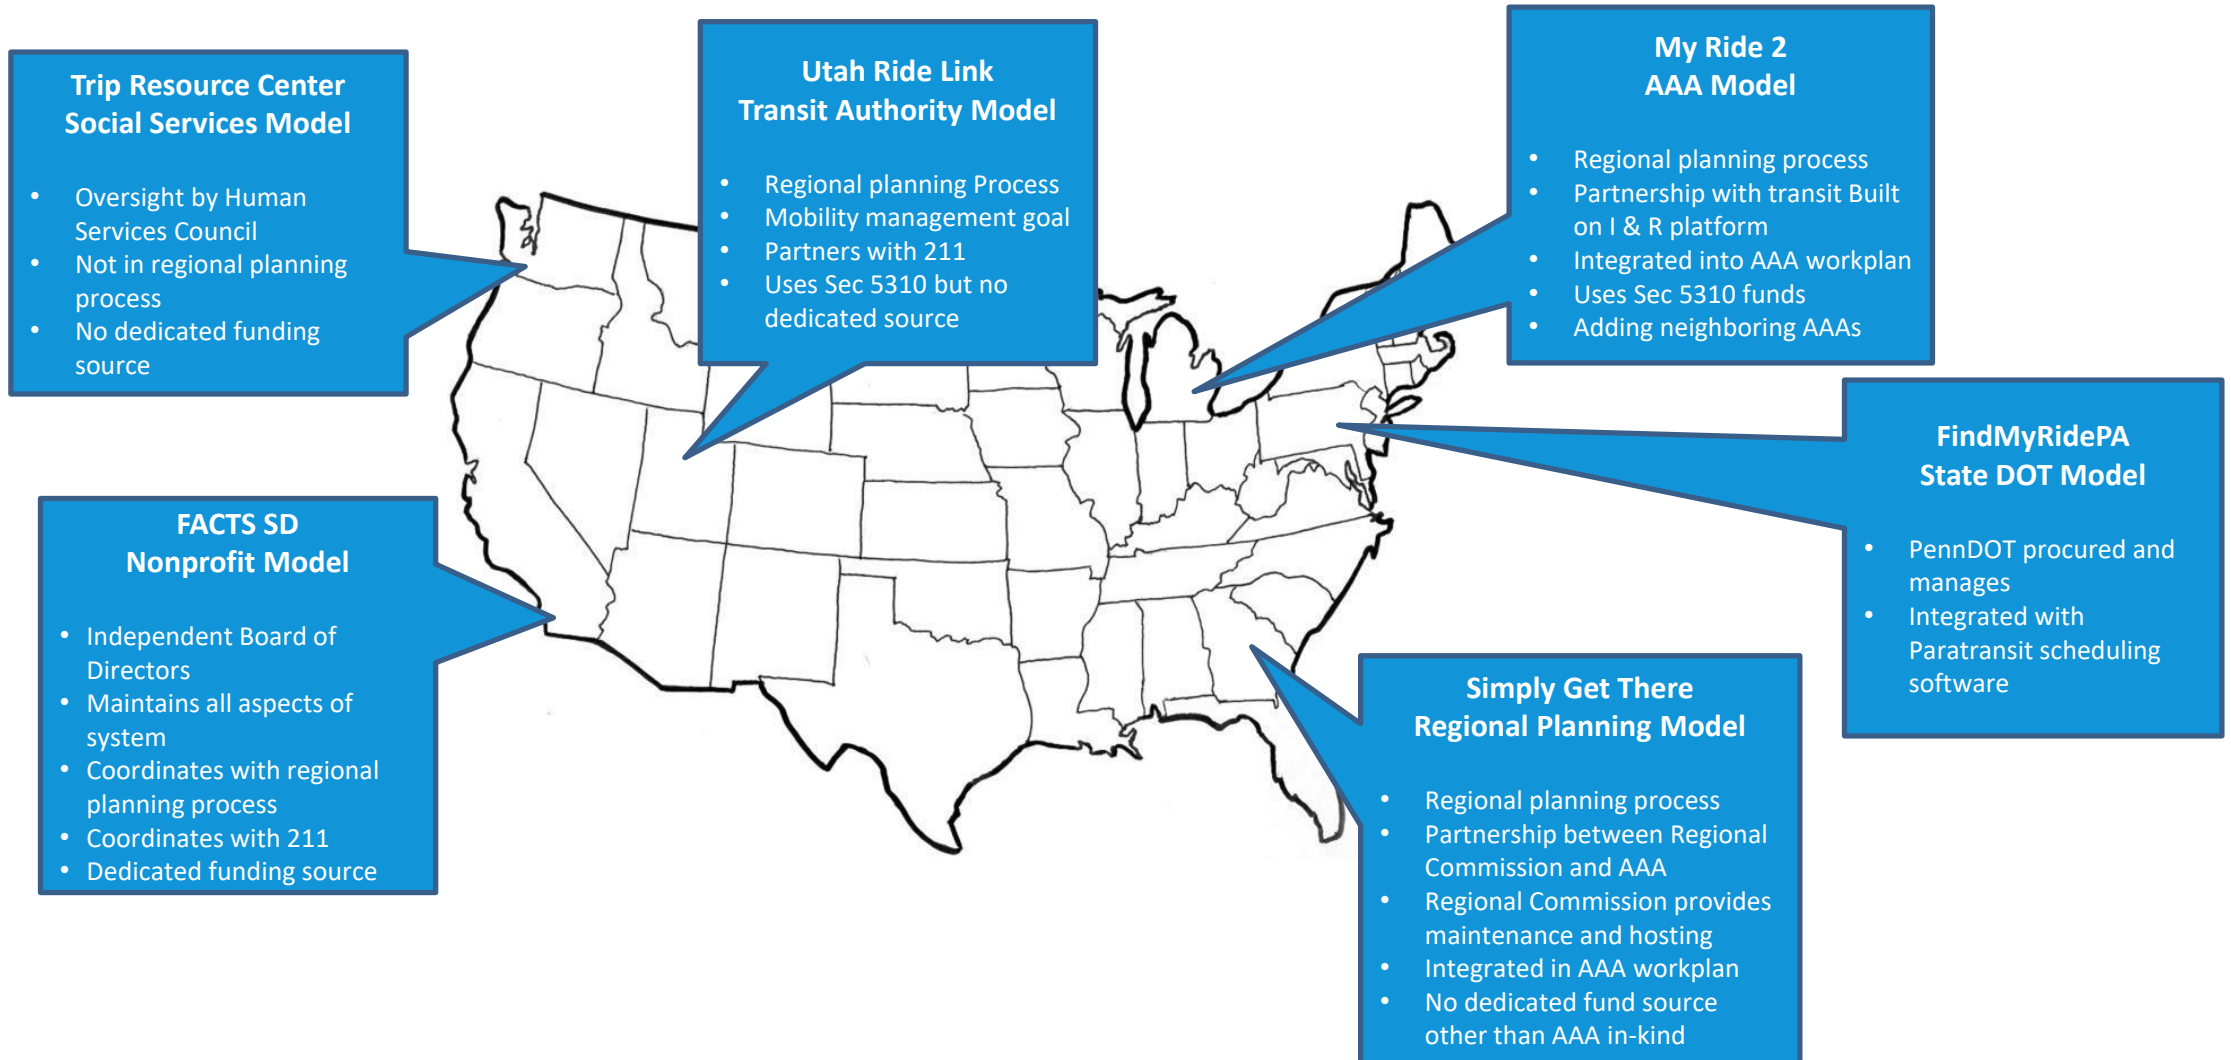 Trip Resource Center
Social Services Model
• Oversight by Human
Services Council
• Not in regional planning
process
• No dedicated funding
source
Utah Ride Link
Transit Authority Model
• Regional planning Process
• Mobility management goal
• Partners with 211
• Uses Sec 5310 but no
dedicated source
My Ride 2
AAA Model
• Regional planning process
• Partnership with transit Built
on I & R platform
• Integrated into AAA workplan
• Uses Sec 5310 funds
• Adding neighboring AAAs
FindMyRidePA
State DOT Model
• PennDOT procured and
manages
• Integrated with
Paratransit scheduling
software
FACTS SD
Nonprofit Model
• Independent Board of
Directors
• Maintains all aspects of
system
• Coordinates with regional
planning process
• Coordinates with 211
• Dedicated funding source
Simply Get There
Regional Planning Model
• Regional planning process
• Partnership between Regional
Commission and AAA
• Regional Commission provides
maintenance and hosting
• Integrated in AAA workplan
• No dedicated fund source
other than AAA in-kind